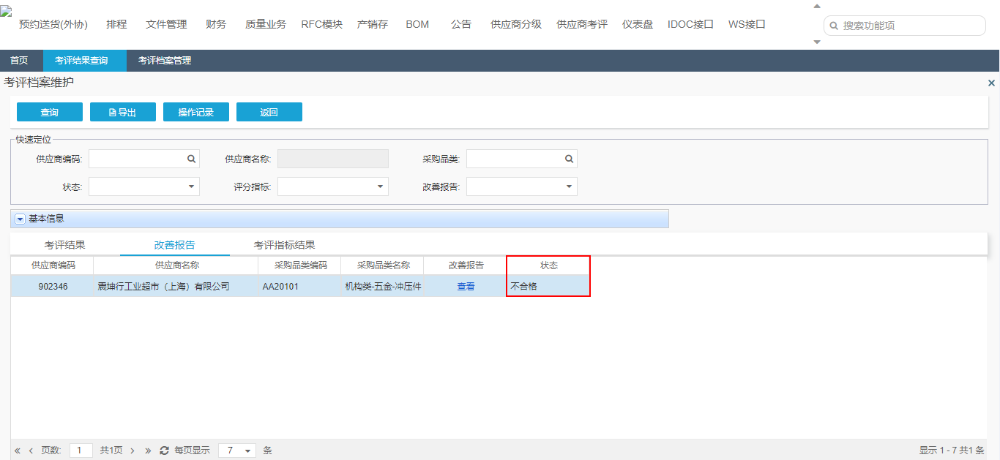 预约送货(外协) 排程 文件管理 财务 质量业务 RFC模块 产销存 BOM 公告 供应商分级 供应商考评 仪表盘 IDOC接口 WS接口 搜索功能项
首页 考评结果查询 考评档案管理
考评档案维护
查询 导出 操作记录 返回
快速定位
供应商编码: 供应商名称: 采购品类:
状态: 评分指标: 改善报告:
基本信息
考评结果 改善报告 考评指标结果
供应商编码 供应商名称 采购品类编码 采购品类名称 改善报告 状态
902346 震坤行工业超市（上海）有限公司 AA20101 机构类-五金-冲压件 查看 不合格
页数: 1 共1页 每页显示 7 条 显示 1 - 7 共1 条